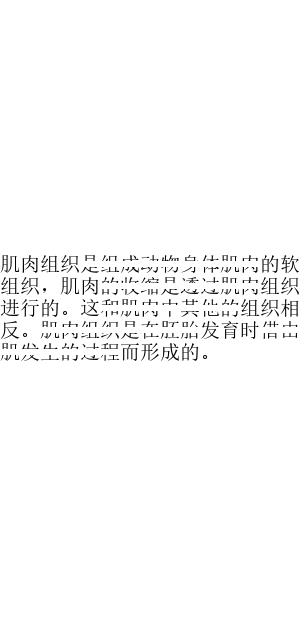 肌肉组织是组成动物身体肌肉的软
组织，肌肉的收缩是透过肌肉组织
进行的。这和肌肉中其他的组织相
反。肌肉组织是在胚胎发育时借由
肌发生的过程而形成的。